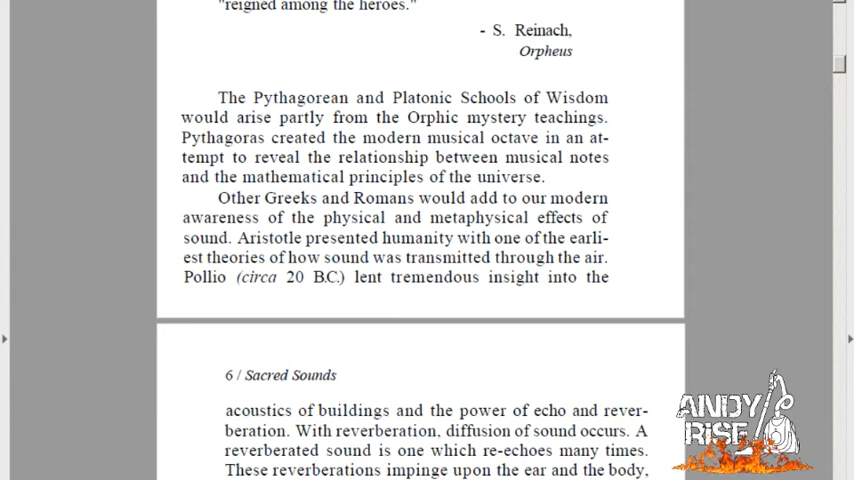 "reigned among the heroes."
- S. Reinach,
Orpheus
The Pythagorean and Platonic Schools of Wisdom
would arise partly from the Orphic mystery teachings.
Pythagoras created the modern musical octave in an at-
tempt to reveal the relationship between musical notes
and the mathematical principles of the universe.
Other Greeks and Romans would add to our modern
awareness of the physical and metaphysical effects of
sound. Aristotle presented humanity with one of the earli-
est theories of how sound was transmitted through the air.
Pollio (circa 20 B.C.) lent tremendous insight into the
6 / Sacred Sounds
acoustics of buildings and the power of echo and rever-
beration. With reverberation, diffusion of sound occurs. A
reverberated sound is one which re-echoes many times.
These reverberations impinge upon the ear and the body,
ANDY
RISE